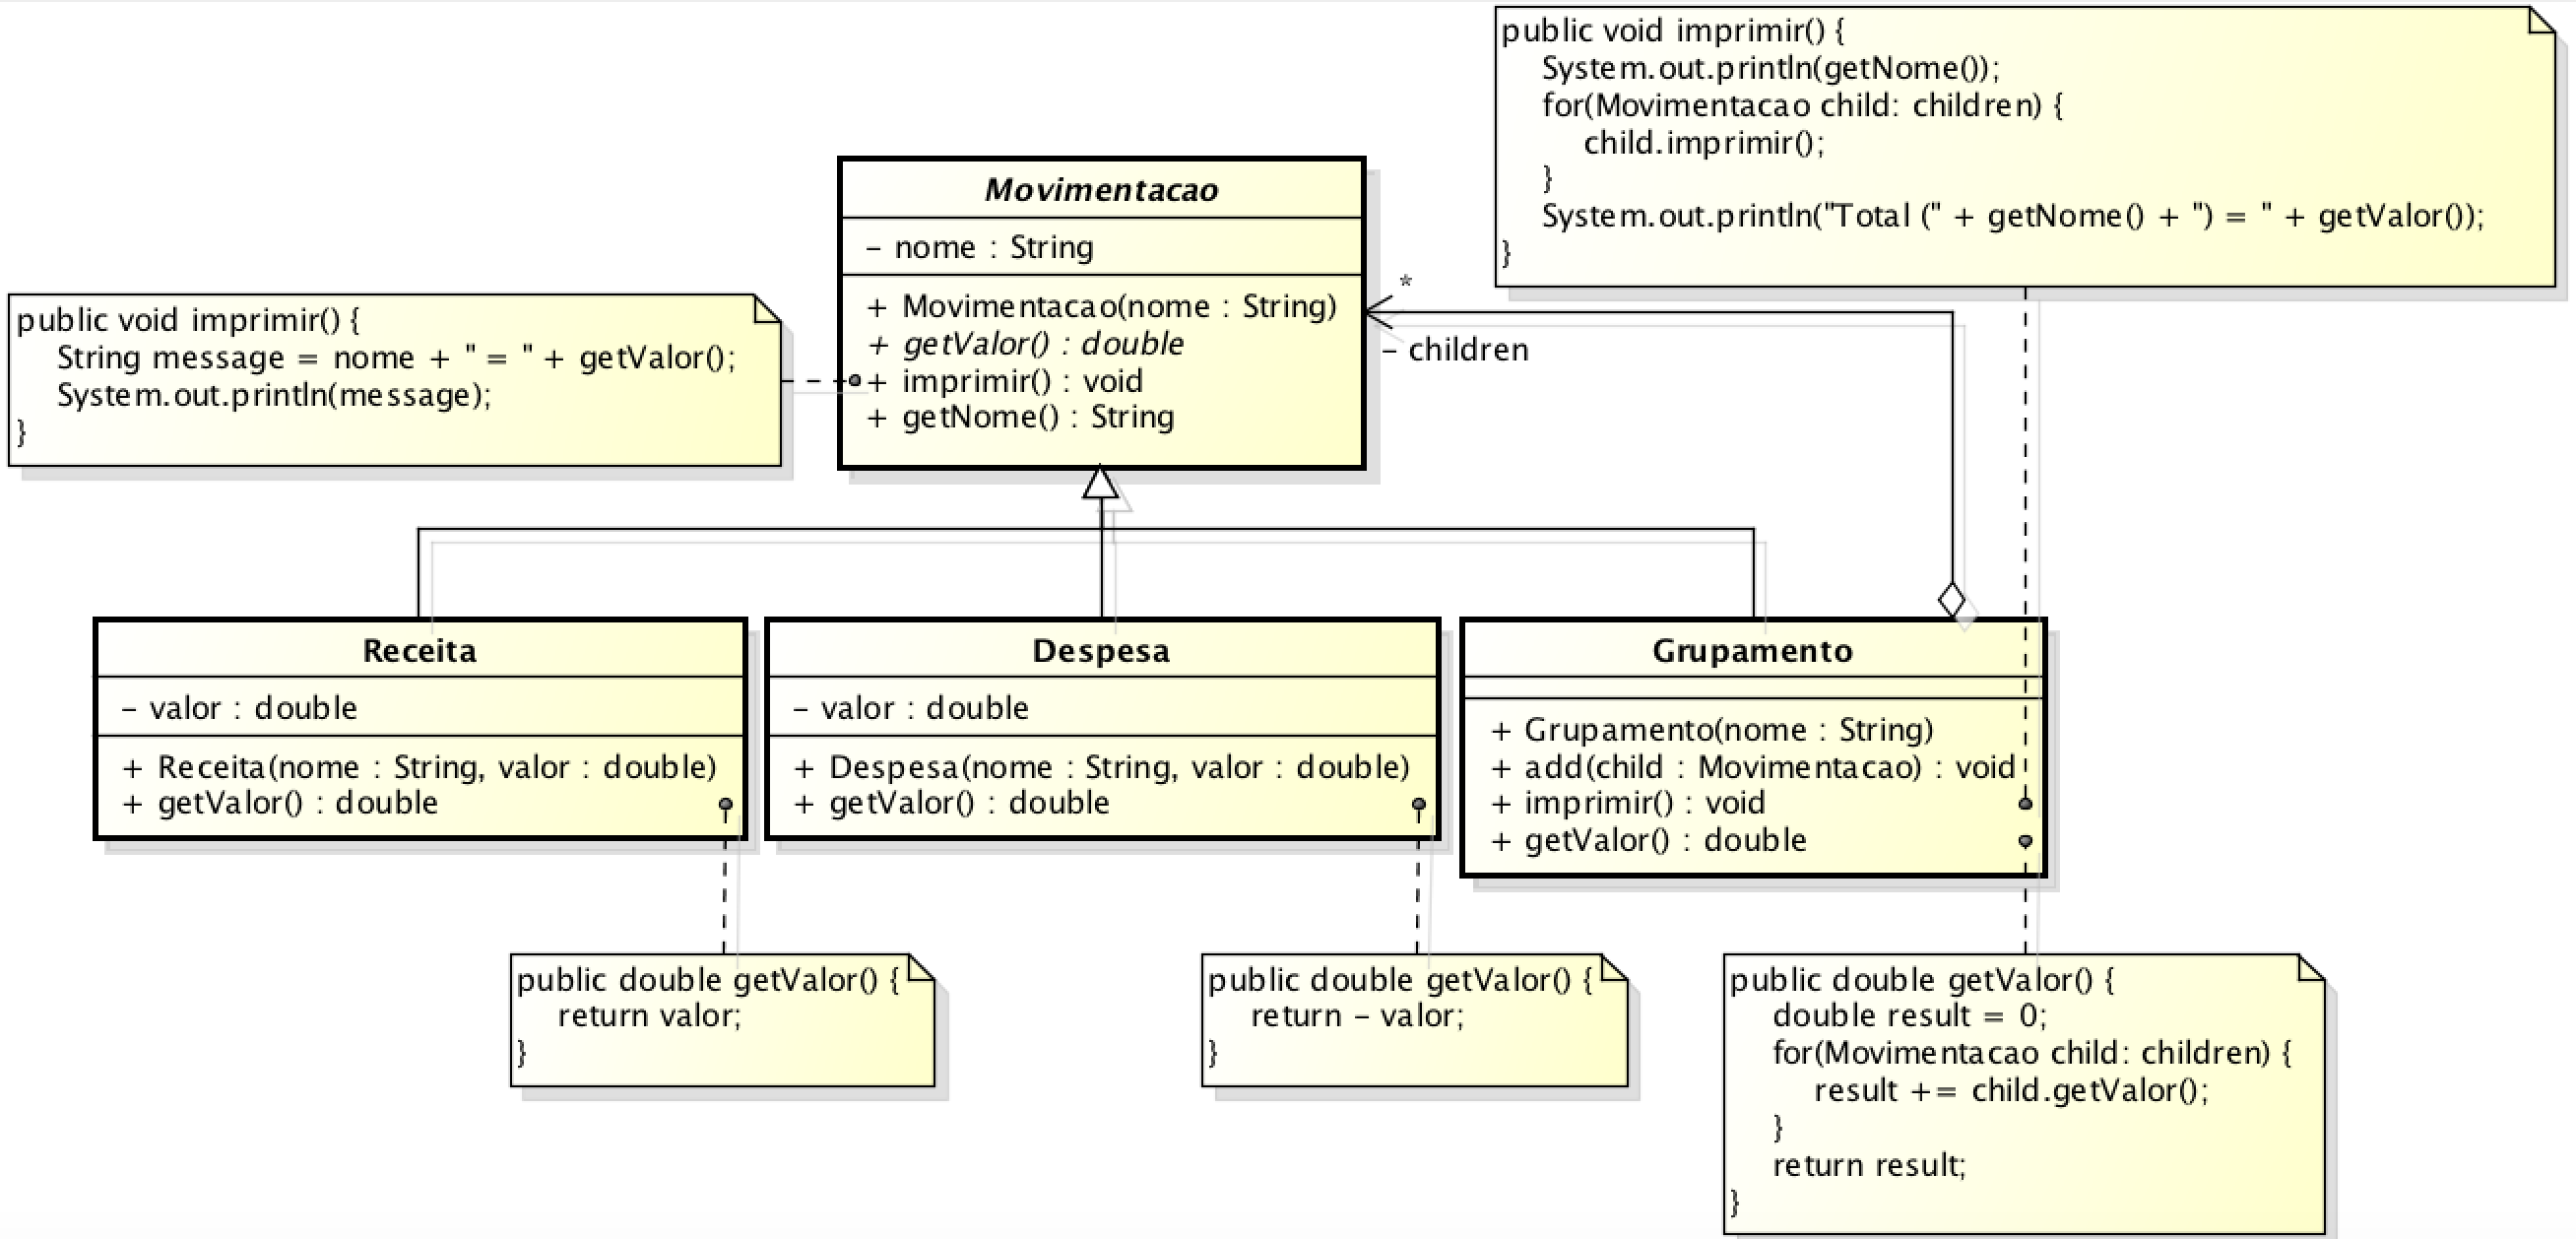 public void imprimir() {
System.out.println(getNome());
for(Movimentacao child: children) {
child.imprimir();
}
System.out.println("Total (" + getNome() + ") = " + getValor());
}
Movimentacao
- nome : String
+ Movimentacao(nome : String)
+ getValor() : double
+ imprimir() : void
+ getNome() : String
*
- children
public void imprimir() {
String message = nome + " = " + getValor();
System.out.println(message);
}
Receita
- valor : double
+ Receita(nome : String, valor : double)
+ getValor() : double
Despesa
- valor : double
+ Despesa(nome : String, valor : double)
+ getValor() : double
Grupamento
+ Grupamento(nome : String)
+ add(child : Movimentacao) : void
+ imprimir() : void
+ getValor() : double
public double getValor() {
return valor;
}
public double getValor() {
return - valor;
}
public double getValor() {
double result = 0;
for(Movimentacao child: children) {
result += child.getValor();
}
return result;
}